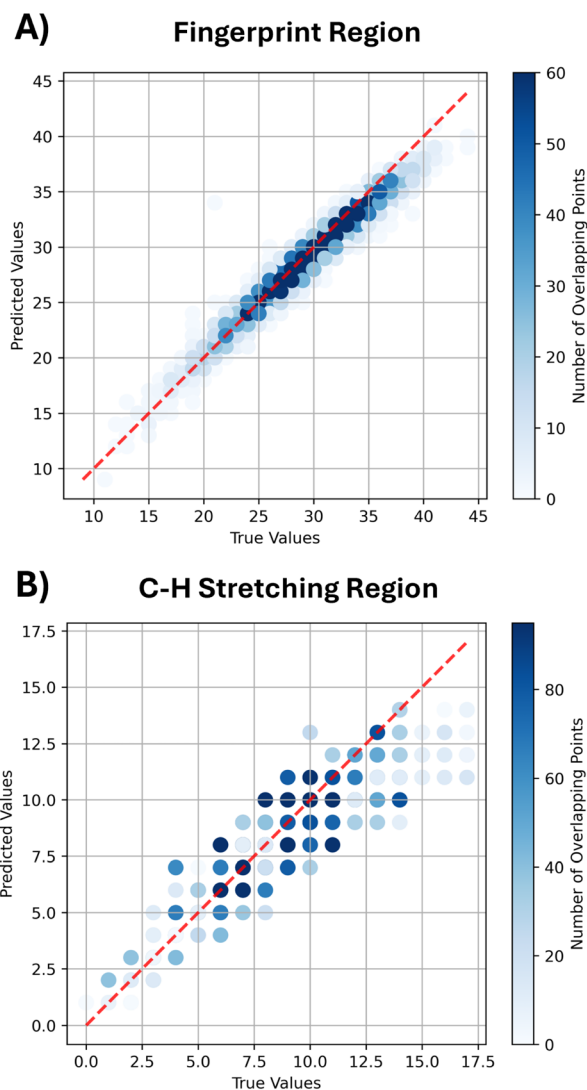 A)
Fingerprint Region
45
40
35
30
25
20
15
10
Predicted Values
10 15 20 25 30 35 40 45
True Values
60
50
40
30
20
10
0
Number of Overlapping Points
B)
C-H Stretching Region
17.5
15.0
12.5
10.0
7.5
5.0
2.5
0.0
Predicted Values
0.0 2.5 5.0 7.5 10.0 12.5 15.0 17.5
True Values
80
60
40
20
0
Number of Overlapping Points